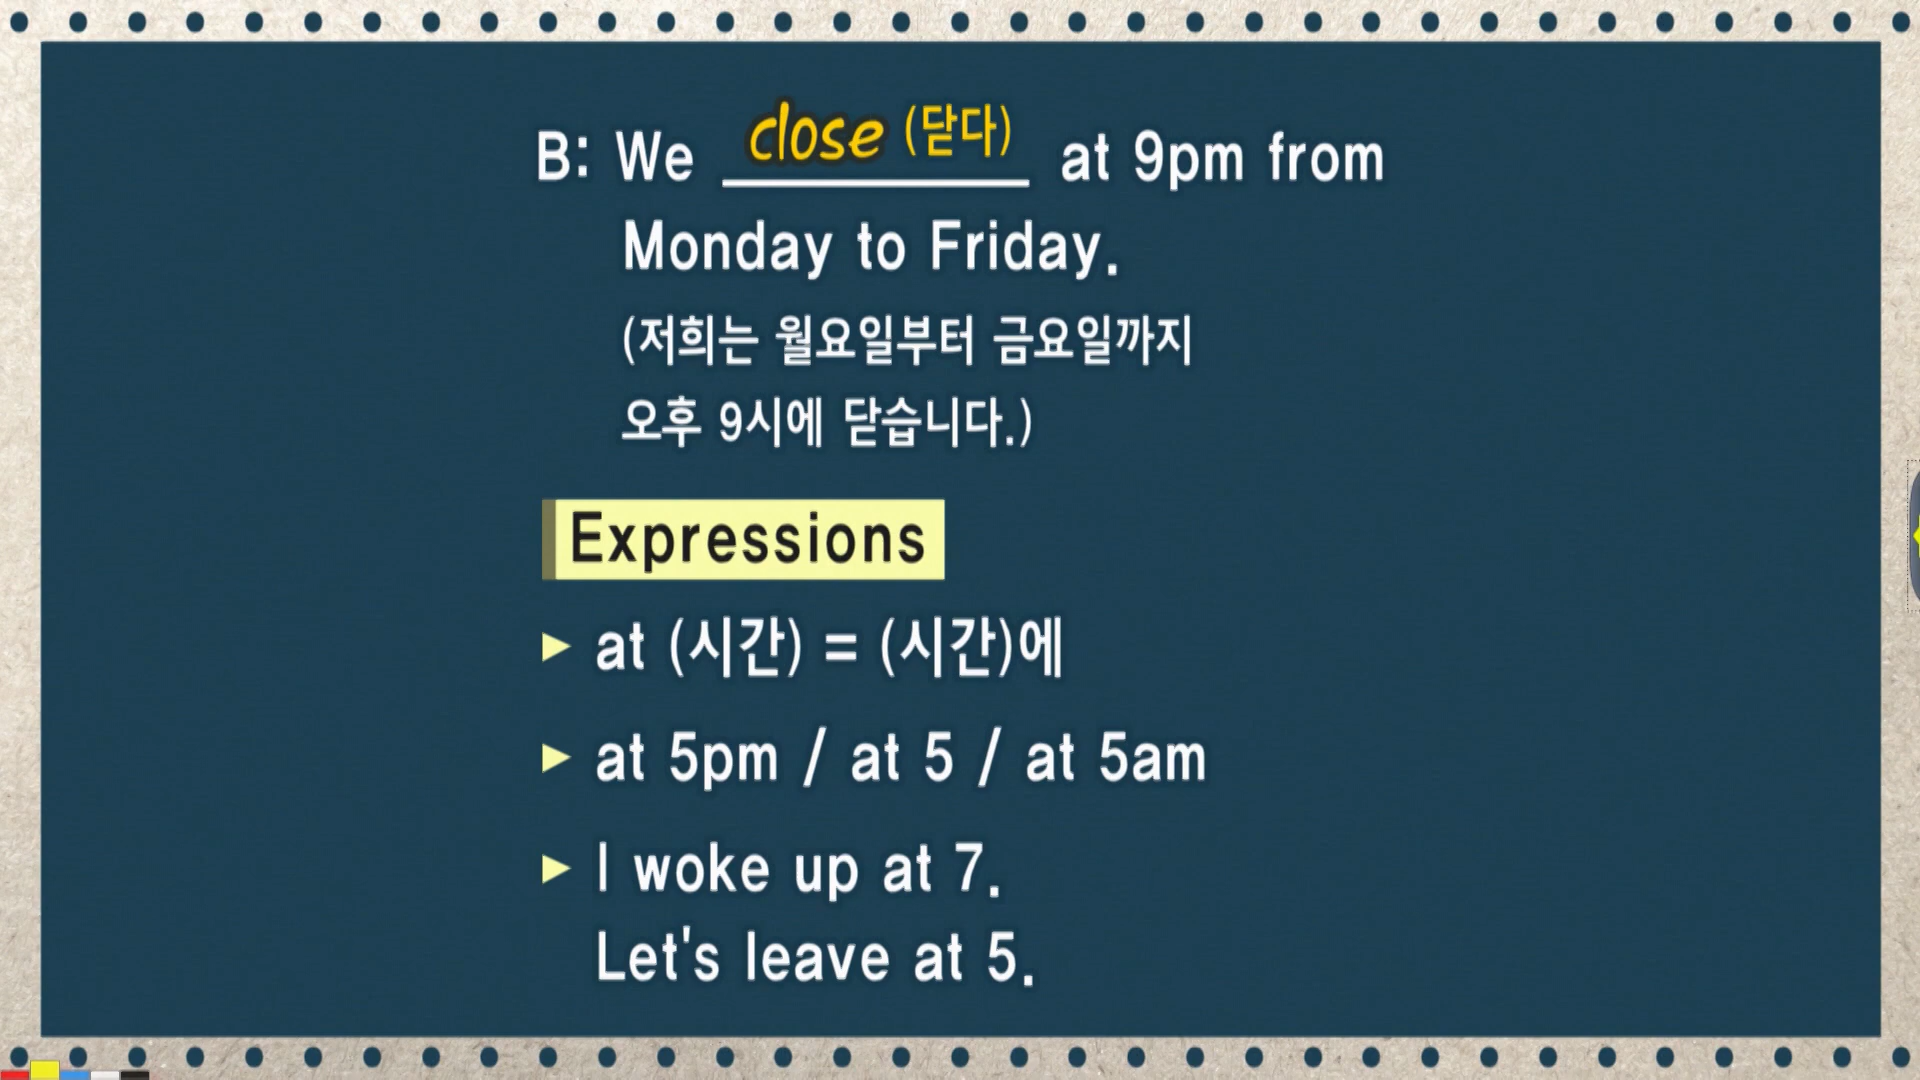 B: We close (닫다) at 9pm from
Monday to Friday.
(저희는 월요일부터 금요일까지
오후 9시에 닫습니다.)
Expressions
▶ at (시간) = (시간)에
▶ at 5pm / at 5 / at 5am
▶ I woke up at 7.
Let's leave at 5.